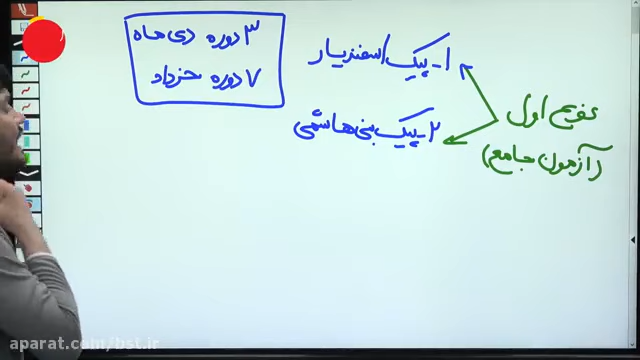 ۱- پیک اسفندیار
۲- پیک بنی هاشمی
۳ دوره دی ماه
۷ دوره خرداد
اول
(آزمون جامع)
aparat.com/bst.ir